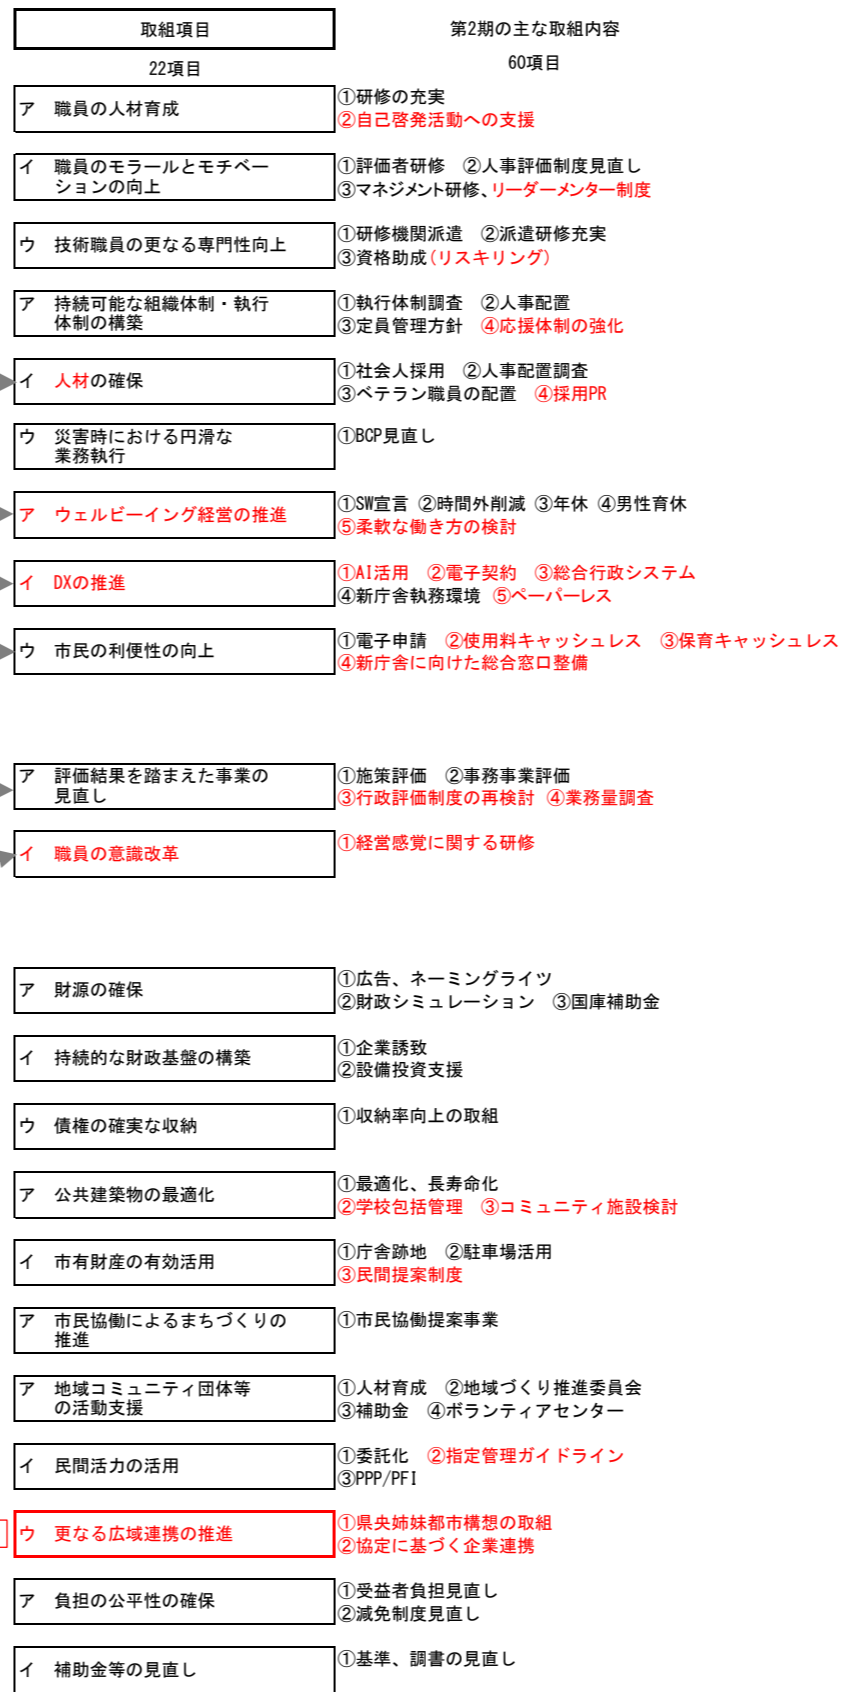 取組項目　第2期の主な取組内容
22項目　60項目
ア　職員の人材育成
①研修の充実
②自己啓発活動への支援
イ　職員のモラールとモチベー
ションの向上
①評価者研修　②人事評価制度見直し
③マネジメント研修、リーダーメンター制度
ウ　技術職員の更なる専門性向上
①研修機関派遣　②派遣研修充実
③資格助成(リスキリング)
ア　持続可能な組織体制・執行
体制の構築
①執行体制調査　②人事配置
③定員管理方針　④応援体制の強化
イ　人材の確保
①社会人採用　②人事配置調査
③ベテラン職員の配置　④採用PR
ウ　災害時における円滑な
業務執行
①BCP見直し
ア　ウェルビーイング経営の推進
①SW宣言 ②時間外削減 ③年休 ④男性育休
⑤柔軟な働き方の検討
イ　DXの推進
①AI活用　②電子契約　③総合行政システム
④新庁舎執務環境 ⑤ペーパーレス
ウ　市民の利便性の向上
①電子申請　②使用料キャッシュレス　③保育キャッシュレス
④新庁舎に向けた総合窓口整備
ア　評価結果を踏まえた事業の
見直し
①施策評価　②事務事業評価
③行政評価制度の再検討 ④業務量調査
イ　職員の意識改革
①経営感覚に関する研修
ア　財源の確保
①広告、ネーミングライツ
②財政シミュレーション　③国庫補助金
イ　持続的な財政基盤の構築
①企業誘致
②設備投資支援
ウ　債権の確実な収納
①収納率向上の取組
ア　公共建築物の最適化
①最適化、長寿命化
②学校包括管理　③コミュニティ施設検討
イ　市有財産の有効活用
①庁舎跡地　②駐車場活用
③民間提案制度
ア　市民協働によるまちづくりの
推進
①市民協働提案事業
ア　地域コミュニティ団体等
の活動支援
①人材育成　②地域づくり推進委員会
③補助金　④ボランティアセンター
イ　民間活力の活用
①委託化　②指定管理ガイドライン
③PPP/PFI
ウ　更なる広域連携の推進
①県央姉妹都市構想の取組
②協定に基づく企業連携
ア　負担の公平性の確保
①受益者負担見直し
②減免制度見直し
イ　補助金等の見直し
①基準、調書の見直し